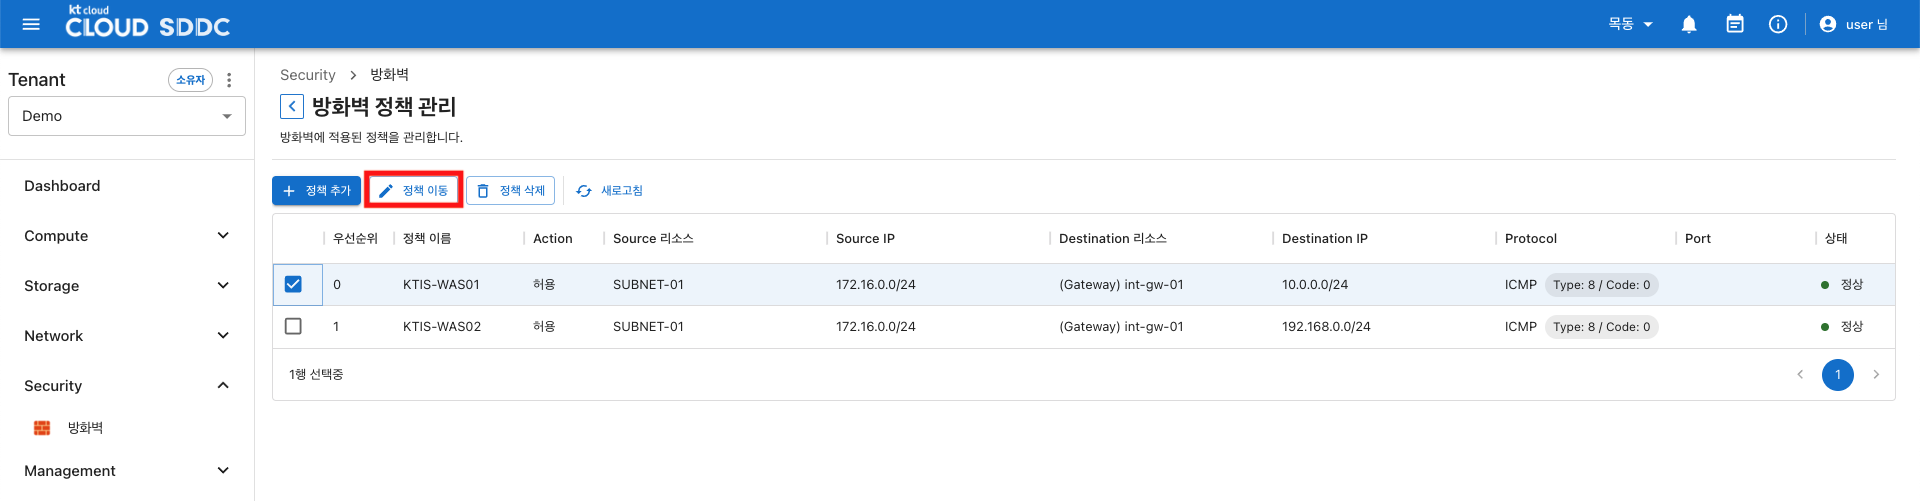 kt cloud
CLOUD SDDC
목동
user 님
Tenant
소유자
Demo
Dashboard
Compute
Storage
Network
Security
방화벽
Management
Security > 방화벽
방화벽 정책 관리
방화벽에 적용된 정책을 관리합니다.
정책 추가 정책 이동 정책 삭제 새로고침
우선순위 정책 이름 Action Source 리소스 Source IP Destination 리소스 Destination IP Protocol Port 상태
0 KTIS-WAS01 허용 SUBNET-01 172.16.0.0/24 (Gateway) int-gw-01 10.0.0.0/24 ICMP Type: 8 / Code: 0 정상
1 KTIS-WAS02 허용 SUBNET-01 172.16.0.0/24 (Gateway) int-gw-01 192.168.0.0/24 ICMP Type: 8 / Code: 0 정상
1행 선택중
1